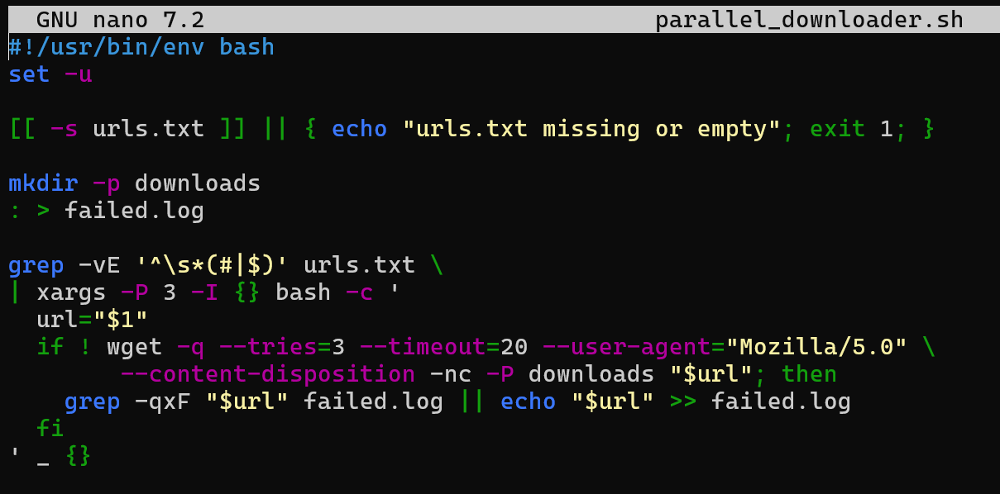 GNU nano 7.2 parallel_downloader.sh
#!/usr/bin/env bash
set -u
[[ -s urls.txt ]] || { echo "urls.txt missing or empty"; exit 1; }
mkdir -p downloads
: > failed.log
grep -vE '^\s*(#|$)' urls.txt \
| xargs -P 3 -I {} bash -c '
  url="$1"
  if ! wget -q --tries=3 --timeout=20 --user-agent="Mozilla/5.0" \
        --content-disposition -nc -P downloads "$url"; then
    grep -qxF "$url" failed.log || echo "$url" >> failed.log
  fi
' _ {}